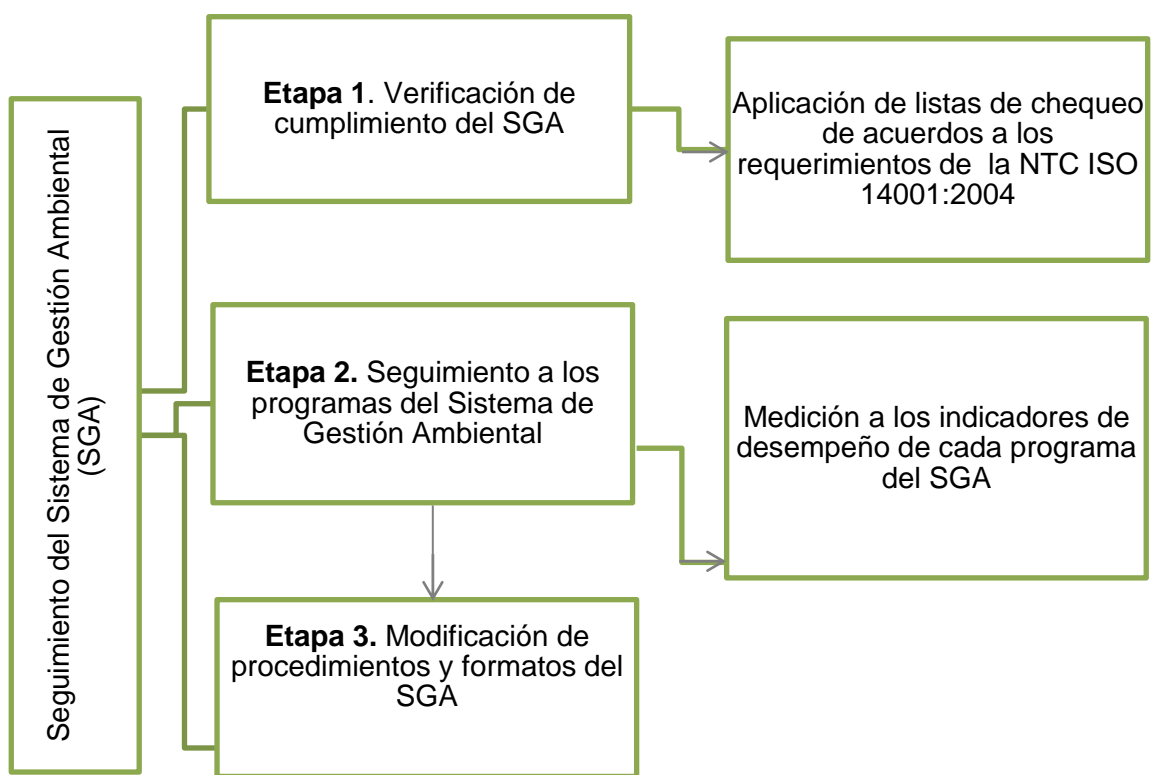 Seguimiento del Sistema de Gestión Ambiental
(SGA)
Etapa 1. Verificación de
cumplimiento del SGA
Aplicación de listas de chequeo
de acuerdos a los
requerimientos de la NTC ISO
14001:2004
Etapa 2. Seguimiento a los
programas del Sistema de
Gestión Ambiental
Medición a los indicadores de
desempeño de cada programa
del SGA
Etapa 3. Modificación de
procedimientos y formatos del
SGA